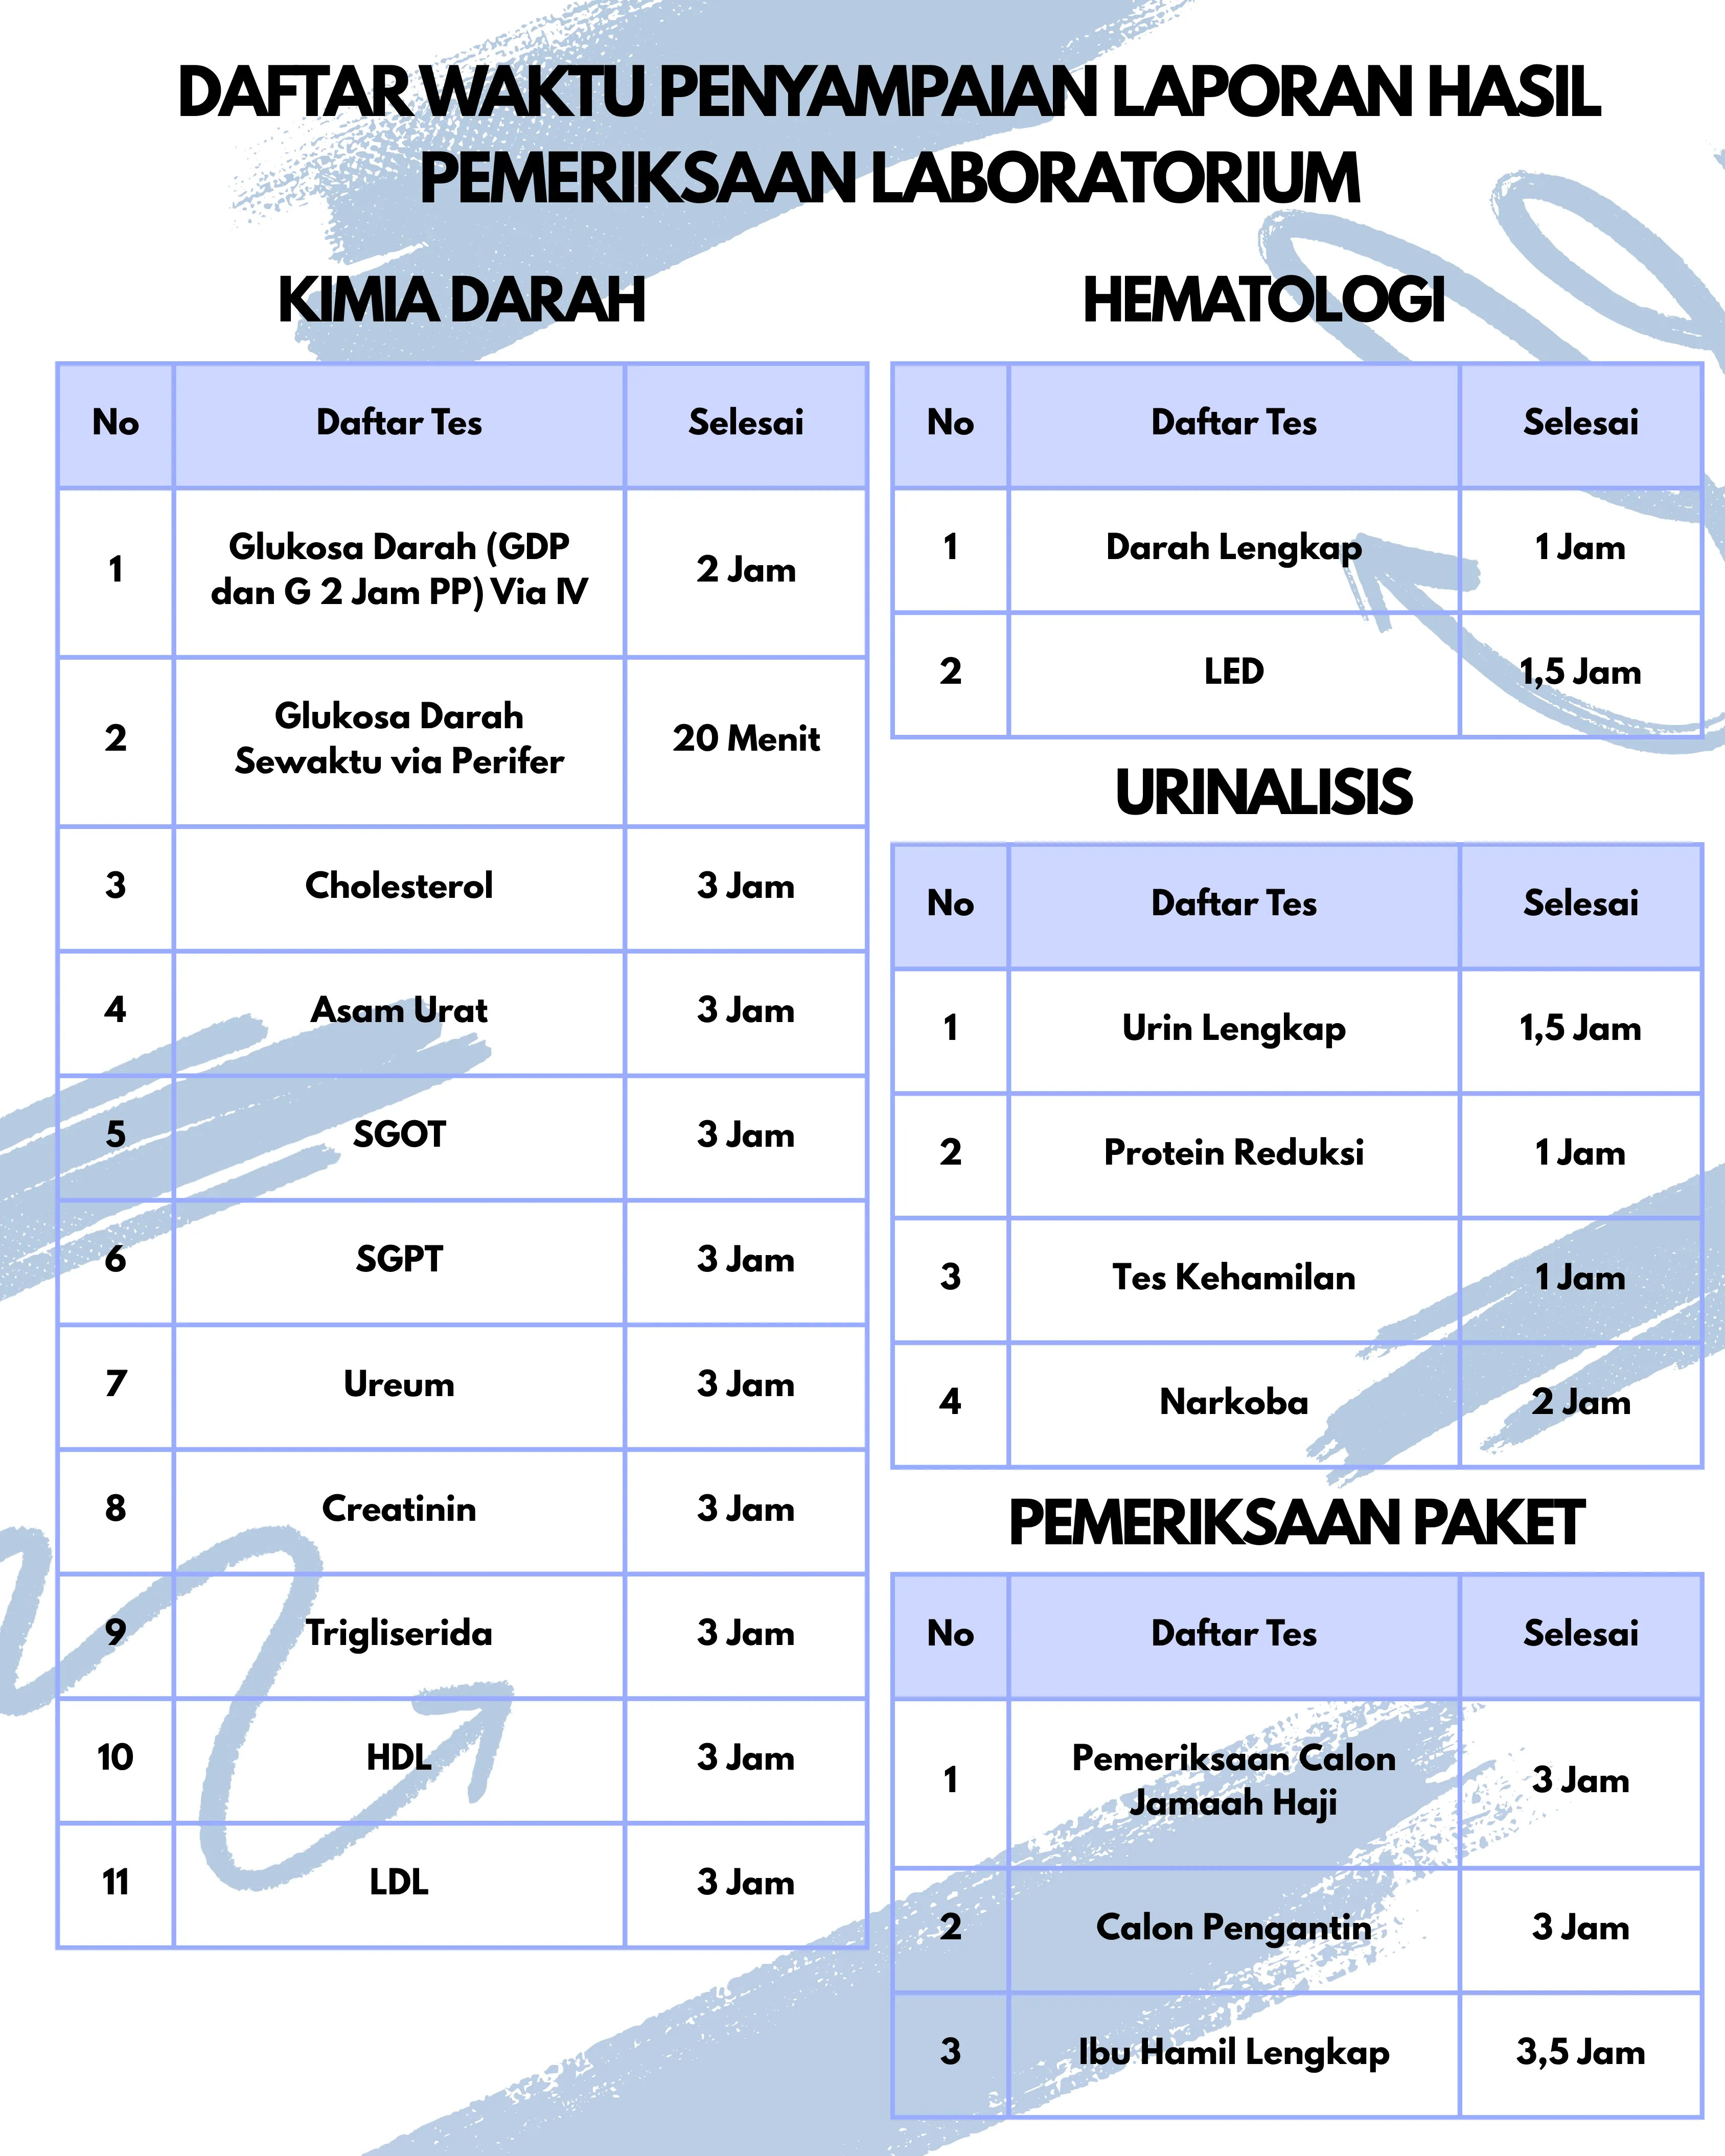 DAFTAR WAKTU PENYAMPAIAN LAPORAN HASIL
PEMERIKSAAN LABORATORIUM
KIMIA DARAH
No Daftar Tes Selesai
1 Glukosa Darah (GDP
dan G 2 Jam PP) Via IV 2 Jam
2 Glukosa Darah
Sewaktu via Perifer 20 Menit
3 Cholesterol 3 Jam
4 Asam Urat 3 Jam
5 SGOT 3 Jam
6 SGPT 3 Jam
7 Ureum 3 Jam
8 Creatinin 3 Jam
9 Trigliserida 3 Jam
10 HDL 3 Jam
11 LDL 3 Jam
HEMATOLOGI
No Daftar Tes Selesai
1 Darah Lengkap 1 Jam
2 LED 1,5 Jam
URINALISIS
No Daftar Tes Selesai
1 Urin Lengkap 1,5 Jam
2 Protein Reduksi 1 Jam
3 Tes Kehamilan 1 Jam
4 Narkoba 2 Jam
PEMERIKSAAN PAKET
No Daftar Tes Selesai
1 Pemeriksaan Calon
Jamaah Haji 3 Jam
2 Calon Pengantin 3 Jam
3 Ibu Hamil Lengkap 3,5 Jam